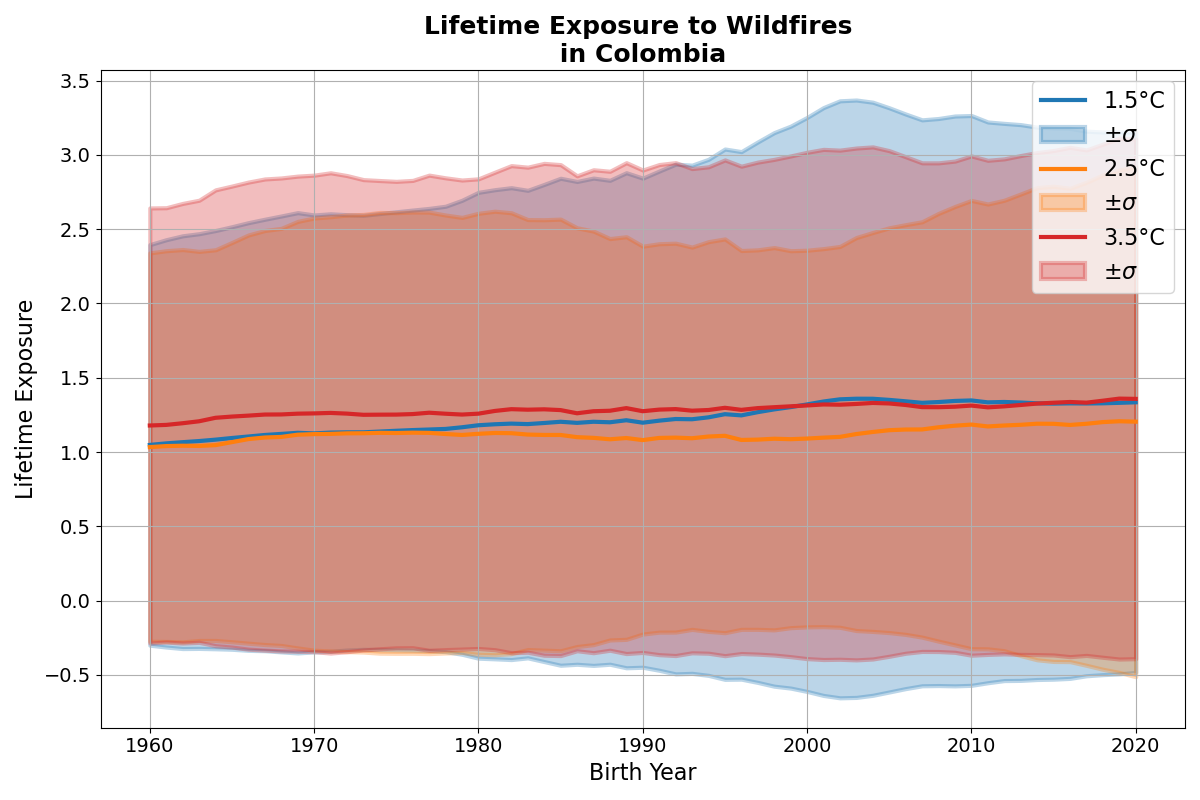 Lifetime Exposure to Wildfires
in Colombia
3.5
3.0
2.5
2.0
1.5
1.0
0.5
0.0
−0.5
Lifetime Exposure
1960
1970
1980
1990
2000
2010
2020
Birth Year
1.5°C
±σ
2.5°C
±σ
3.5°C
±σ